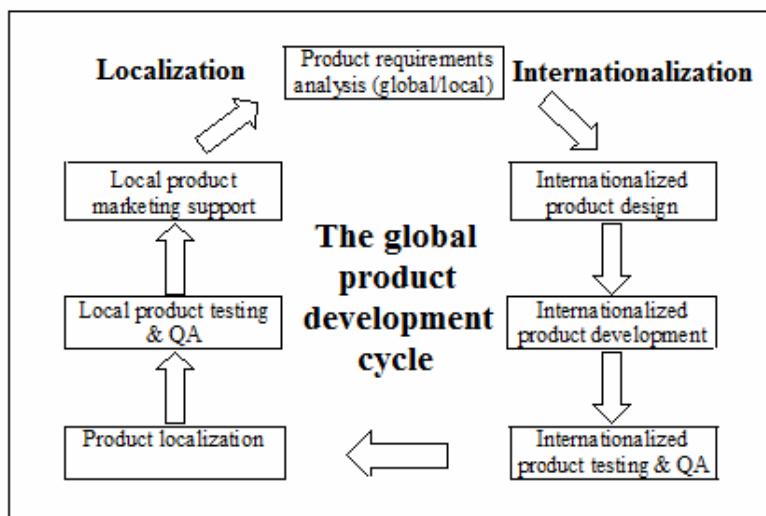 Localization
Product requirements
analysis (global/local)
Internationalization
Internationalized
product design
Internationalized
product development
Internationalized
product testing & QA
Product localization
Local product testing
& QA
Local product
marketing support
The global
product
development
cycle